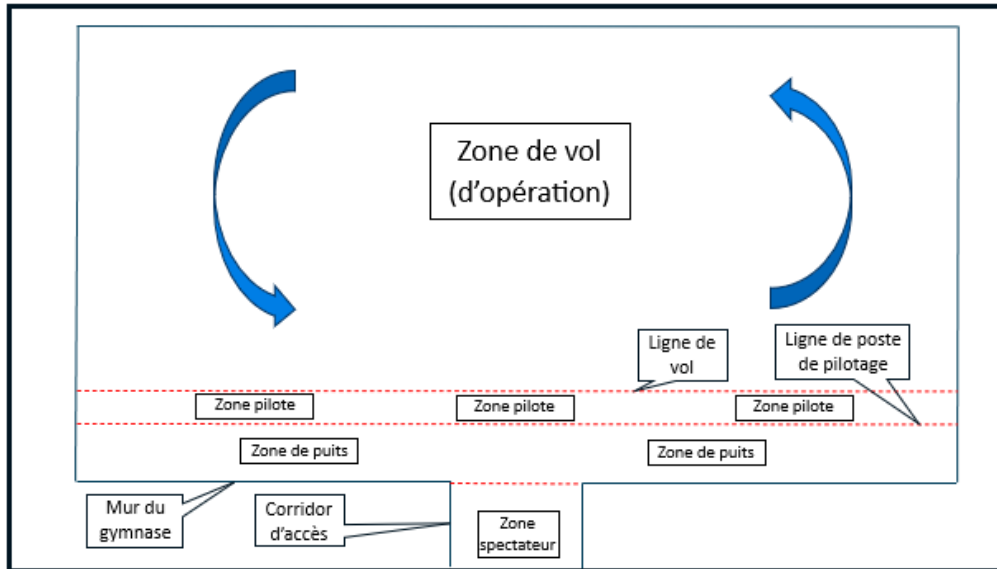 Zone de vol
(d'opération)
Ligne de
vol
Ligne de poste
de pilotage
Zone pilote
Zone pilote
Zone pilote
Zone de puits
Zone de puits
Mur du
gymnase
Corridor
d'accès
Zone
spectateur